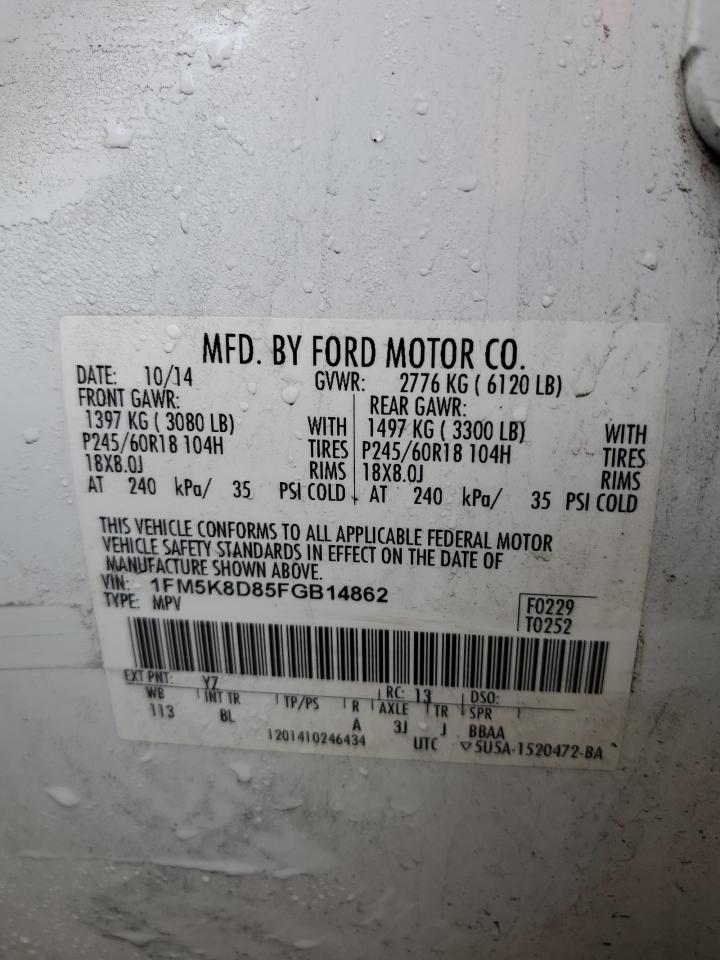 MFD. BY FORD MOTOR CO.
DATE: 10/14 GVWR: 2776 KG ( 6120 LB)
FRONT GAWR: REAR GAWR:
1397 KG ( 3080 LB) WITH 1497 KG ( 3300 LB) WITH
P245/60R18 104H TIRES P245/60R18 104H TIRES
18X8.0J RIMS 18X8.0J RIMS
AT 240 kPa/ 35 PSI COLD AT 240 kPa/ 35 PSI COLD
THIS VEHICLE CONFORMS TO ALL APPLICABLE FEDERAL MOTOR
VEHICLE SAFETY STANDARDS IN EFFECT ON THE DATE OF
MANUFACTURE SHOWN ABOVE.
VIN: 1FM5K8D85FGB14862
TYPE: MPV
F0229
T0252
EXT PNT: YZ RC: 13 DSO:
WB INT TR TP/PS R AXLE TR SPR
113 8L A 3J J BBAA
1201410246434 UTC ▽5U5A-1520472-BA